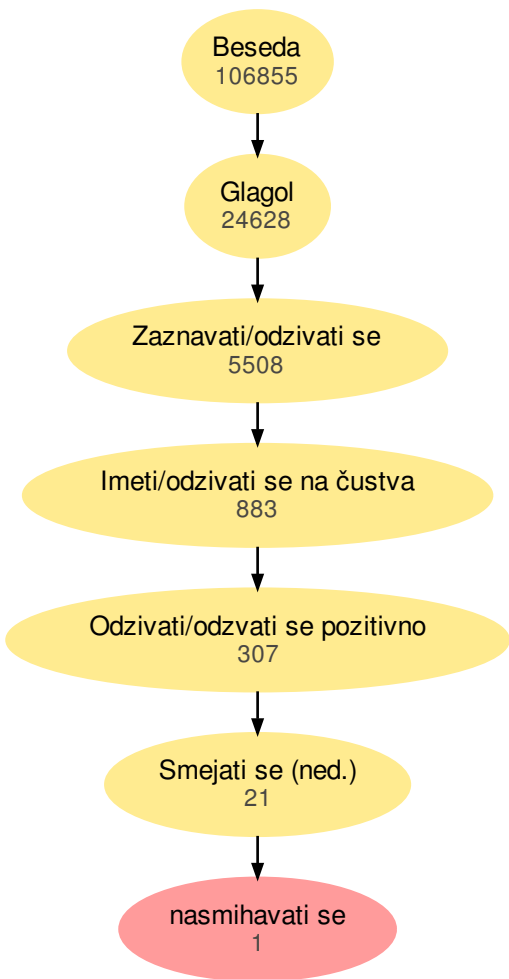 Beseda
106855
Glagol
24628
Zaznavati/odzivati se
5508
Imeti/odzivati se na čustva
883
Odzivati/odzvati se pozitivno
307
Smejati se (ned.)
21
nasmihavati se
1